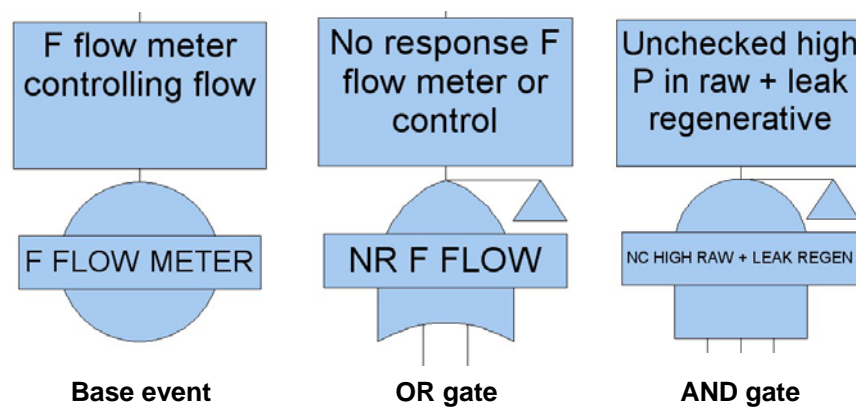 F flow meter
controlling flow
F FLOW METER
Base event
No response F
flow meter or
control
NR F FLOW
OR gate
Unchecked high
P in raw + leak
regenerative
NC HIGH RAW + LEAK REGEN
AND gate